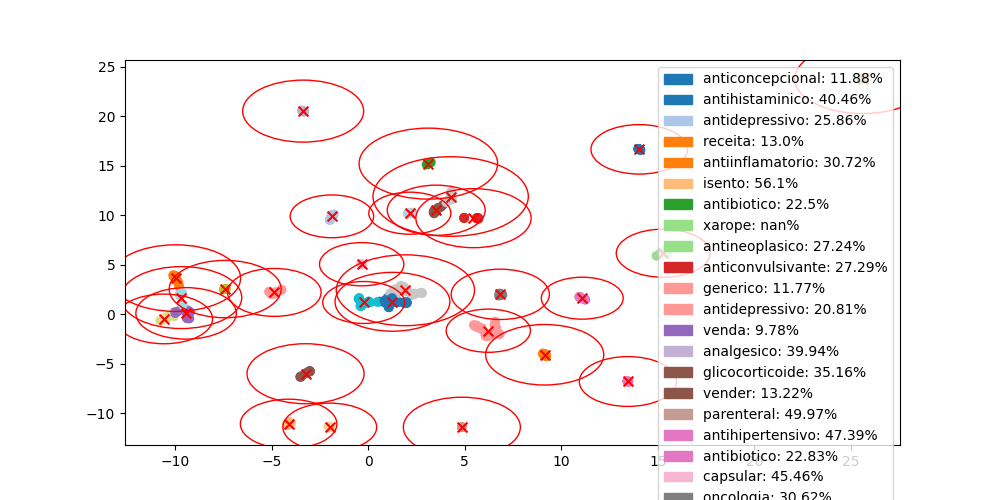 25
20
15
10
5
0
−5
−10
−10
−5
0
5
10
15
20
25
anticoncepcional: 11.88%
antihistaminico: 40.46%
antidepressivo: 25.86%
receita: 13.0%
antiinflamatorio: 30.72%
isento: 56.1%
antibiotico: 22.5%
xarope: nan%
antineoplasico: 27.24%
anticonvulsivante: 27.29%
generico: 11.77%
antidepressivo: 20.81%
venda: 9.78%
analgesico: 39.94%
glicocorticoide: 35.16%
vender: 13.22%
parenteral: 49.97%
antihipertensivo: 47.39%
antibiotico: 22.83%
capsular: 45.46%
oncologia: 30.62%